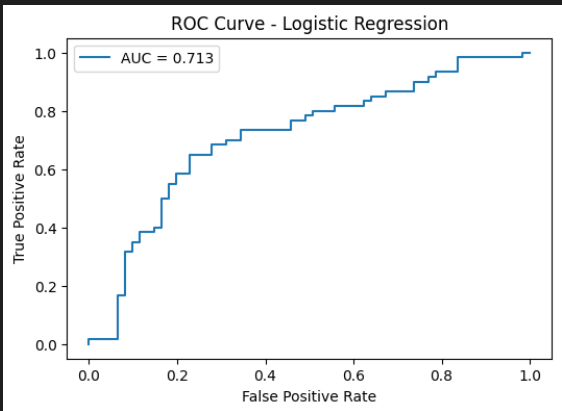 ROC Curve - Logistic Regression
AUC = 0.713
True Positive Rate
1.0
0.8
0.6
0.4
0.2
0.0
0.0 0.2 0.4 0.6 0.8 1.0
False Positive Rate